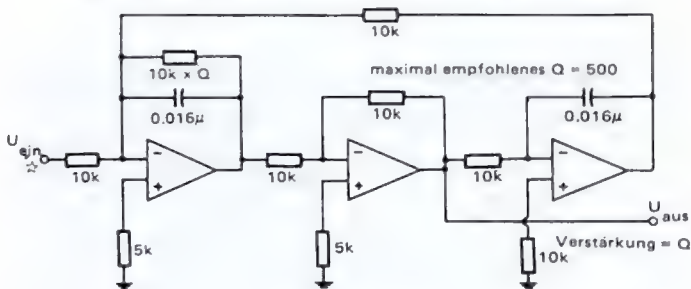 10k
10k x Q
maximal empfohlenes Q = 500
0.016µ
10k
0,016µ
U
ein
☆
10k
−
+
10k
−
+
10k
−
+
U
aus
5k
5k
10k
Verstärkung = Q